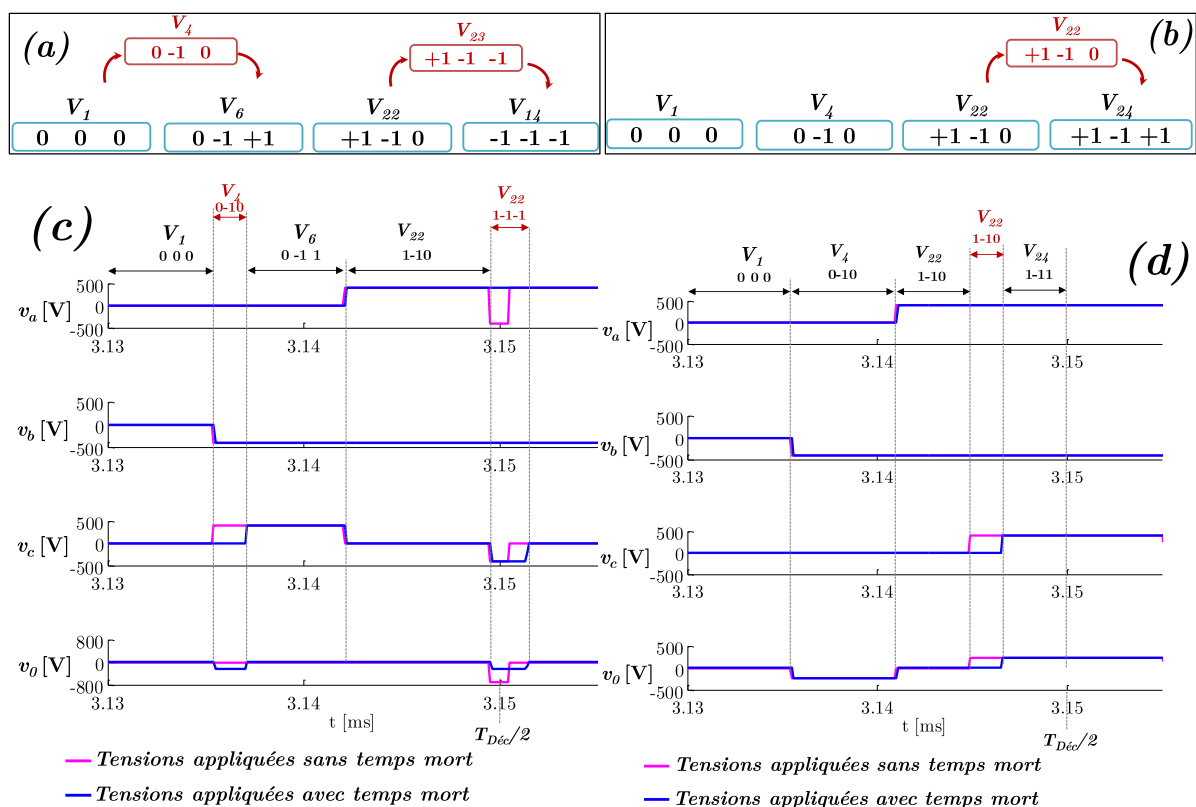 (a)
V4
0 -1 0
V23
+1 -1 -1
V1
V6
V22
V14
0 0 0
0 -1 +1
+1 -1 0
-1 -1 -1
(b)
V22
+1 -1 0
V1
V4
V22
V24
0 0 0
0 -1 0
+1 -1 0
+1 -1 +1
(c)
V4
0-10
V22
1-1-1
V1
0 0 0
V6
0 -1 1
V22
1-10
va [V]
500
0
-500
3.13
3.14
3.15
vb [V]
500
0
-500
3.13
3.14
3.15
vc [V]
500
0
-500
3.13
3.14
3.15
v0 [V]
800
0
-800
3.13
3.14
3.15
t [ms]
TDéc/2
Tensions appliquées sans temps mort
Tensions appliquées avec temps mort
(d)
V22
1-10
V1
0 0 0
V4
0-10
V22
1-10
V24
1-11
va [V]
500
0
-500
3.13
3.14
3.15
vb [V]
500
0
-500
3.13
3.14
3.15
vc [V]
500
0
-500
3.13
3.14
3.15
v0 [V]
500
0
-500
3.13
3.14
3.15
t [ms]
TDéc/2
Tensions appliquées sans temps mort
Tensions appliquées avec temps mort